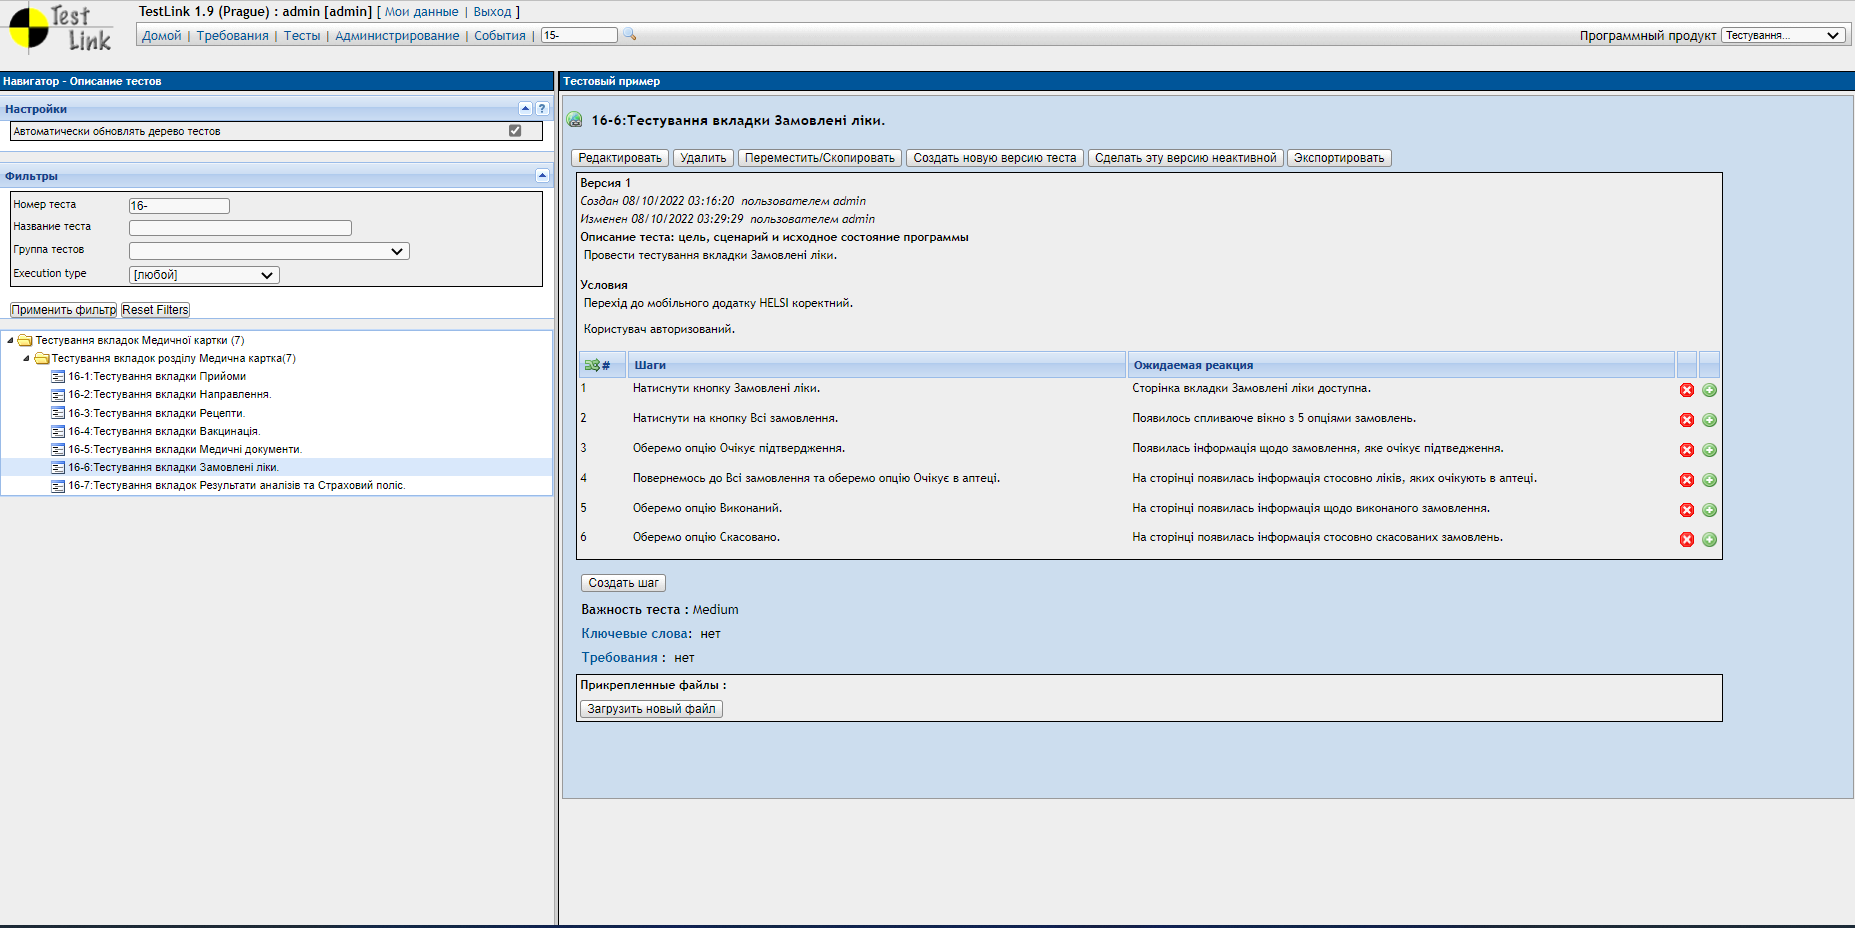 Test Link
TestLink 1.9 (Prague) : admin [admin] [ Мои данные | Выход ]
Домой | Требования | Тесты | Администрирование | События | 15-
Программный продукт Тестування...
Навигатор - Описание тестов
Настройки
?
Автоматически обновлять дерево тестов
Фильтры
Номер теста 16-
Название теста
Группа тестов
Execution type [любой]
Применить фильтр Reset Filters
Тестування вкладок Медичної картки (7)
Тестування вкладок розділу Медична картка(7)
16-1:Тестування вкладки Прийоми
16-2:Тестування вкладки Направлення.
16-3:Тестування вкладки Рецепти.
16-4:Тестування вкладки Вакцинація.
16-5:Тестування вкладки Медичні документи.
16-6:Тестування вкладки Замовлені ліки.
16-7:Тестування вкладок Результати аналізів та Страховий поліс.
Тестовый пример
16-6:Тестування вкладки Замовлені ліки.
Редактировать Удалить Переместить/Скопировать Создать новую версию теста Сделать эту версию неактивной Экспортировать
Версия 1
Создан 08/10/2022 03:16:20 пользователем admin
Изменен 08/10/2022 03:29:29 пользователем admin
Описание теста: цель, сценарий и исходное состояние программы
Провести тестування вкладки Замовлені ліки.
Условия
Перехід до мобільного додатку HELSI коректний.
Користувач авторизований.
# Шаги Ожидаемая реакция
1 Натиснути кнопку Замовлені ліки. Сторінка вкладки Замовлені ліки доступна.
2 Натиснути на кнопку Всі замовлення. Появилось спливаюче вікно з 5 опціями замовлень.
3 Оберемо опцію Очікує підтвердження. Появилась інформація щодо замовлення, яке очікує підтведження.
4 Повернемось до Всі замовлення та оберемо опцію Очікує в аптеці. На сторінці появилась інформація стосовно ліків, яких очікують в аптеці.
5 Оберемо опцію Виконаний. На сторінці появилась інформація щодо виконаного замовлення.
6 Оберемо опцію Скасовано. На сторінці появилась інформація стосовно скасованих замовлень.
Создать шаг
Важность теста : Medium
Ключевые слова: нет
Требования : нет
Прикрепленные файлы :
Загрузить новый файл